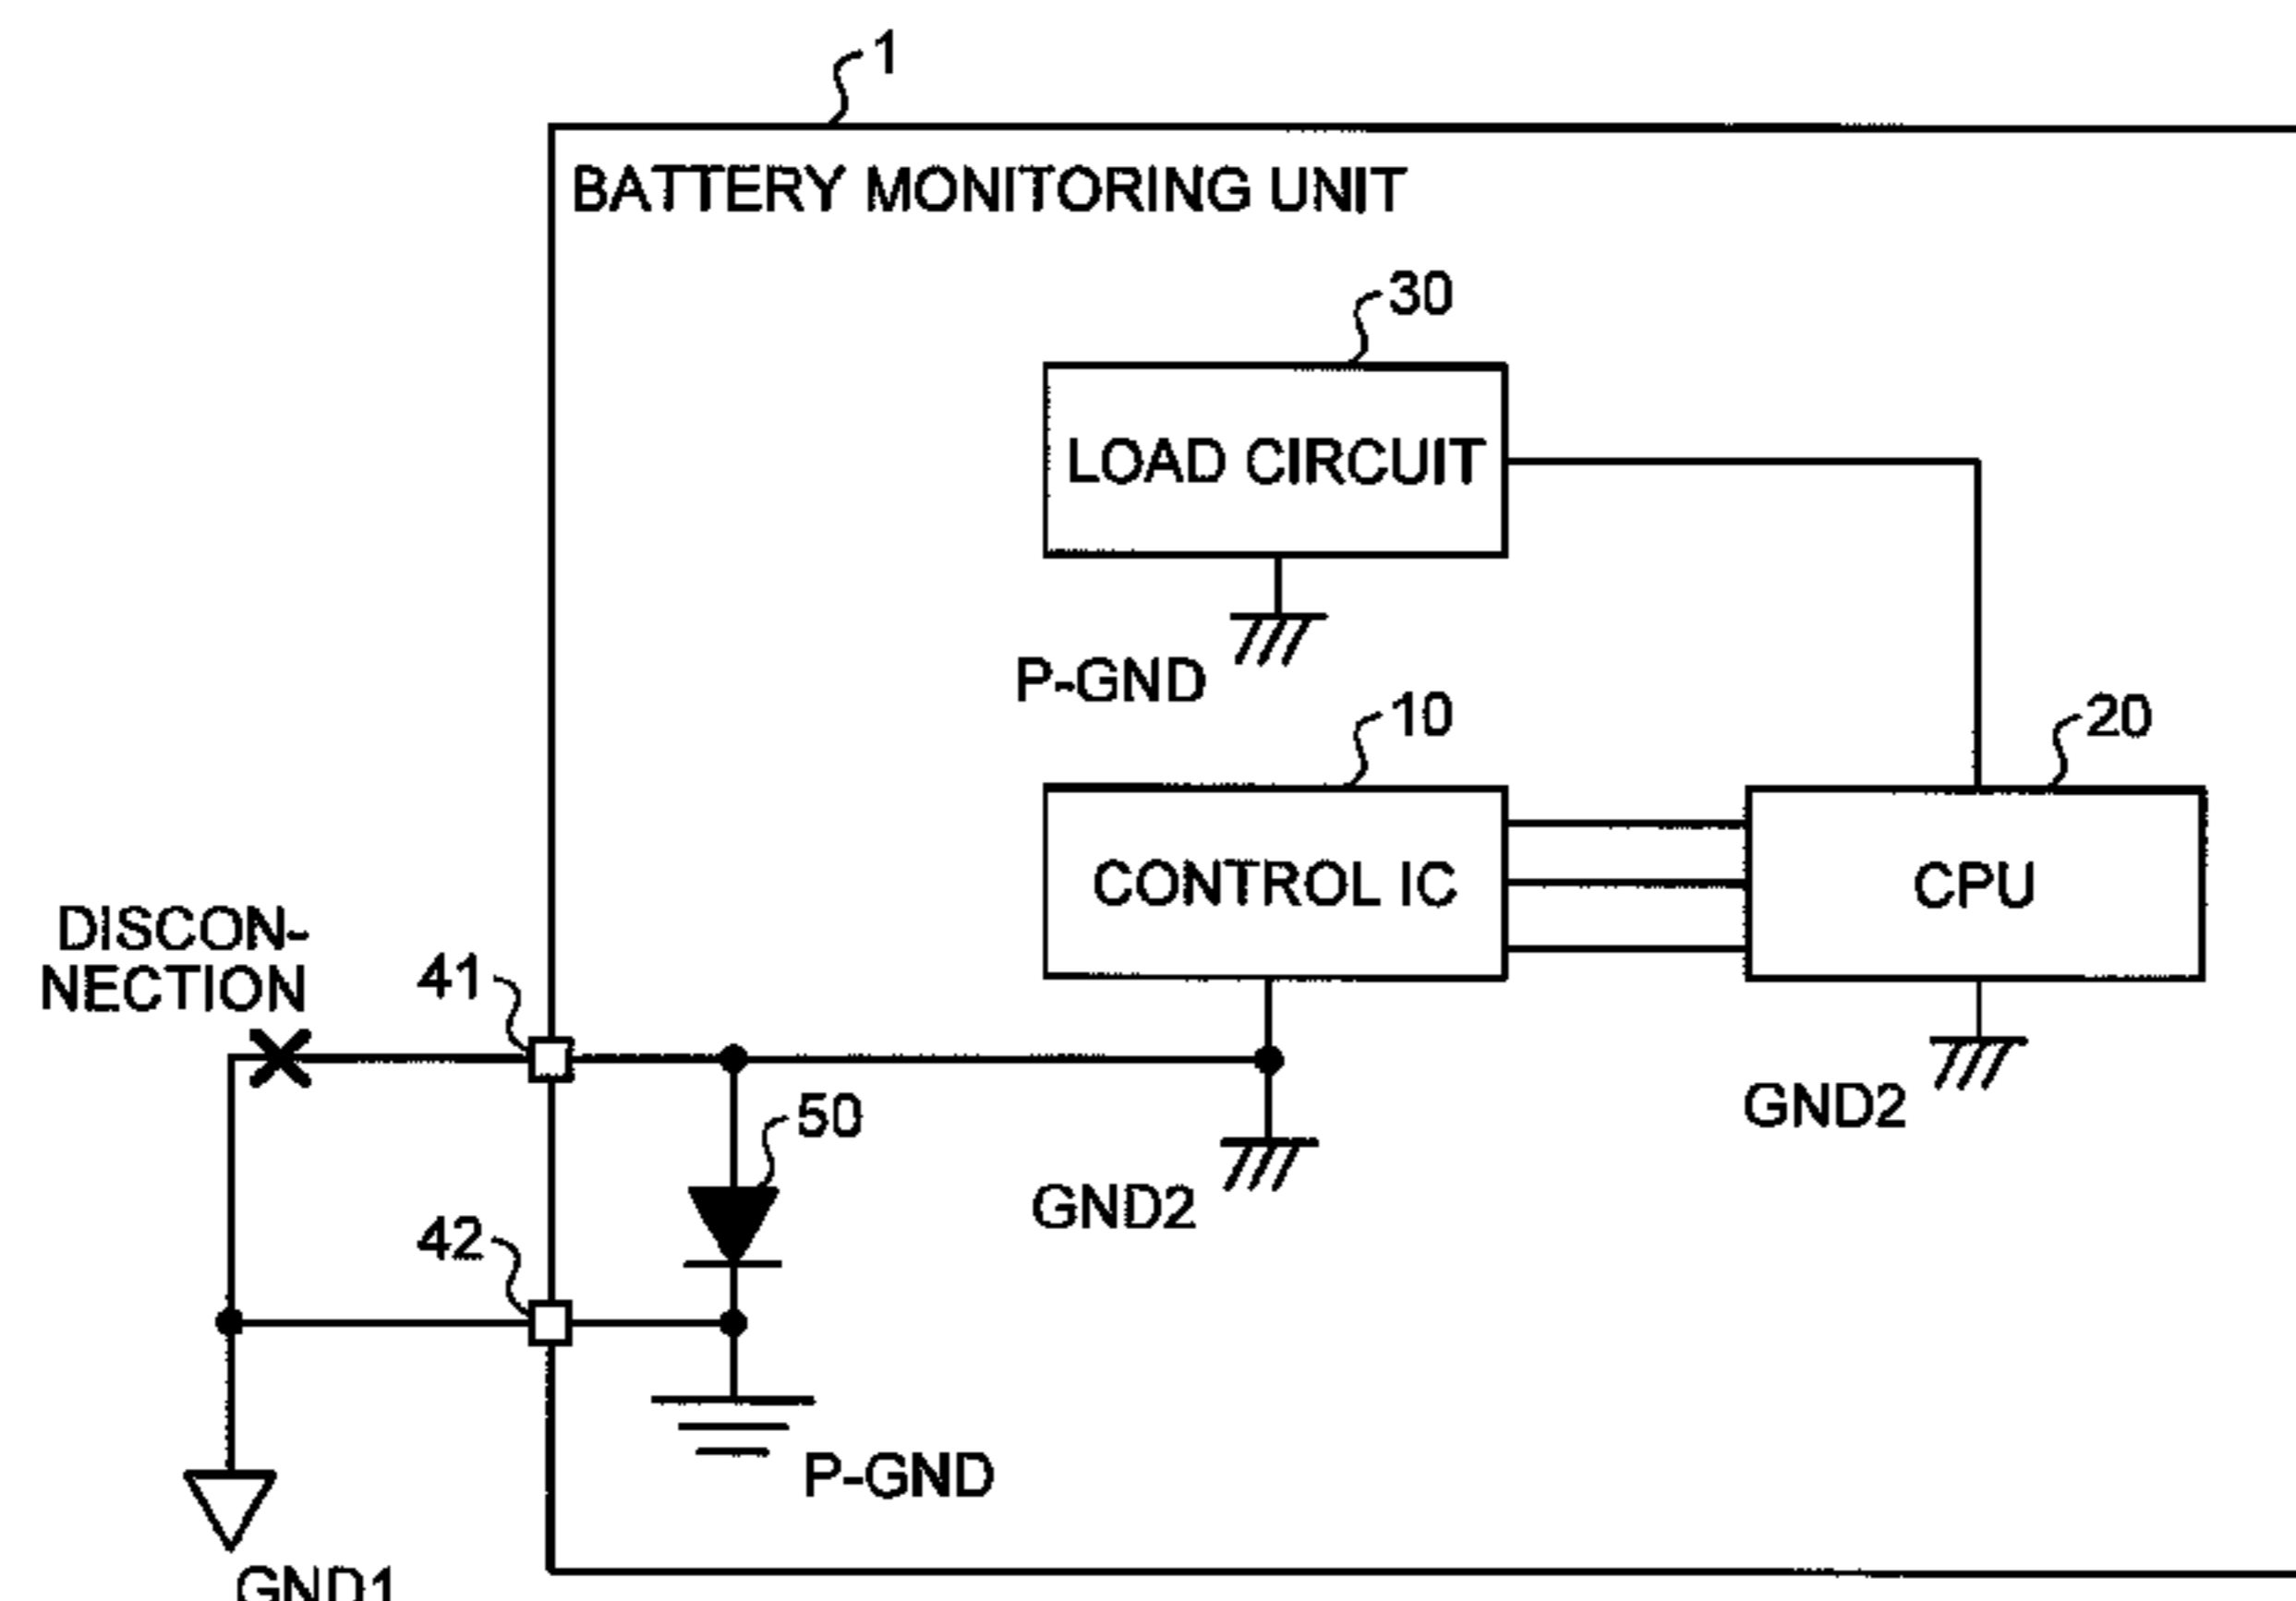 1
BATTERY MONITORING UNIT
30
LOAD CIRCUIT
P-GND
10
20
CONTROL IC
CPU
DISCON-
NECTION
41
GND2
50
GND2
42
P-GND
GND1